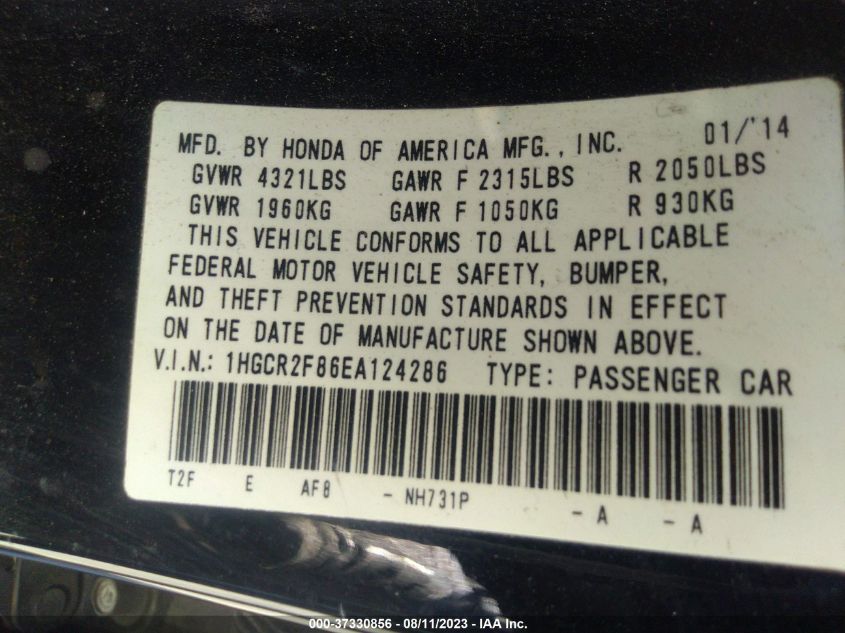 MFD. BY HONDA OF AMERICA MFG., INC. 01/'14
GVWR 4321LBS GAWR F 2315LBS R 2050LBS
GVWR 1960KG GAWR F 1050KG R 930KG
THIS VEHICLE CONFORMS TO ALL APPLICABLE
FEDERAL MOTOR VEHICLE SAFETY, BUMPER,
AND THEFT PREVENTION STANDARDS IN EFFECT
ON THE DATE OF MANUFACTURE SHOWN ABOVE.
V.I.N.: 1HGCR2F86EA124286 TYPE: PASSENGER CAR
T2F E AF8 - NH731P - A - A
000-37330856 - 08/11/2023 - IAA Inc.